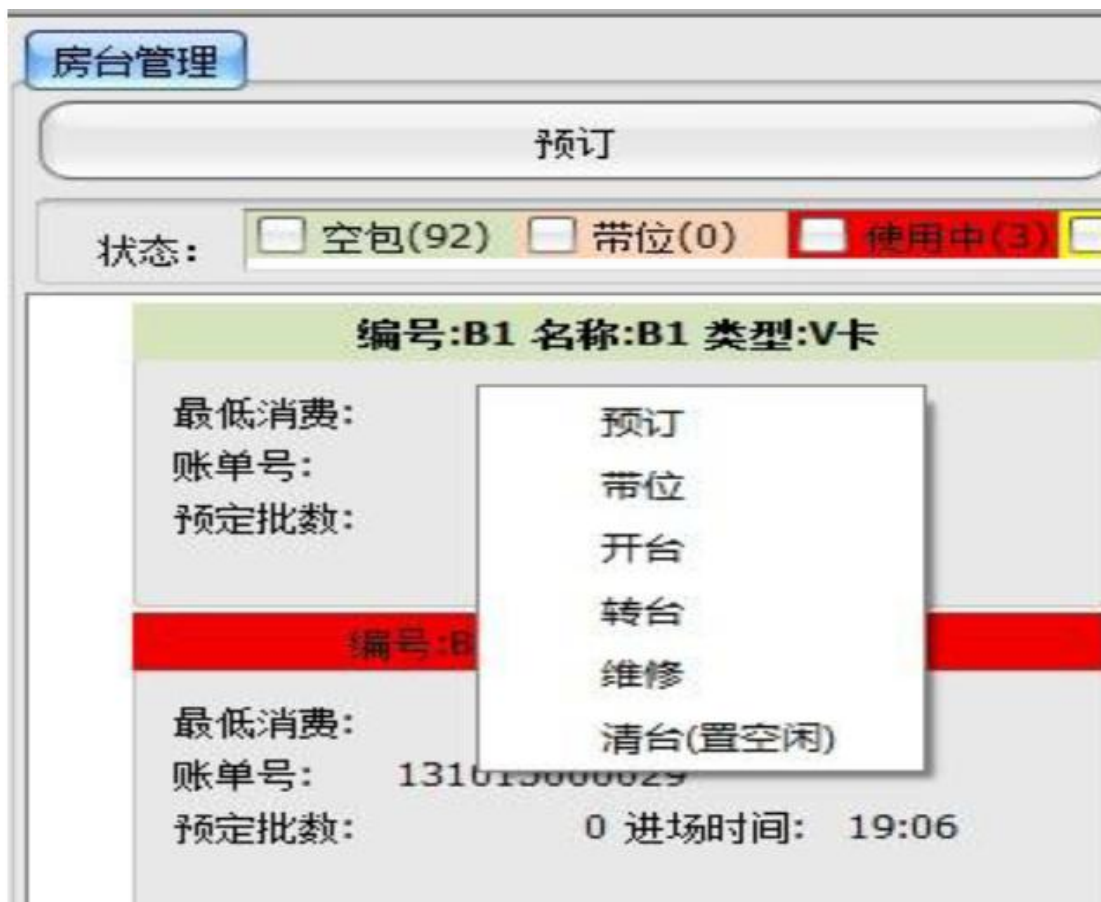 房台管理
预订
状态: 空包(92) 带位(0) 使用中(3)
编号:B1 名称:B1 类型:V卡
最低消费:
账单号:
预定批数:
预订
带位
开台
转台
维修
清台(置空闲)
编号:B
最低消费:
账单号:
预定批数: 0 进场时间: 19:06